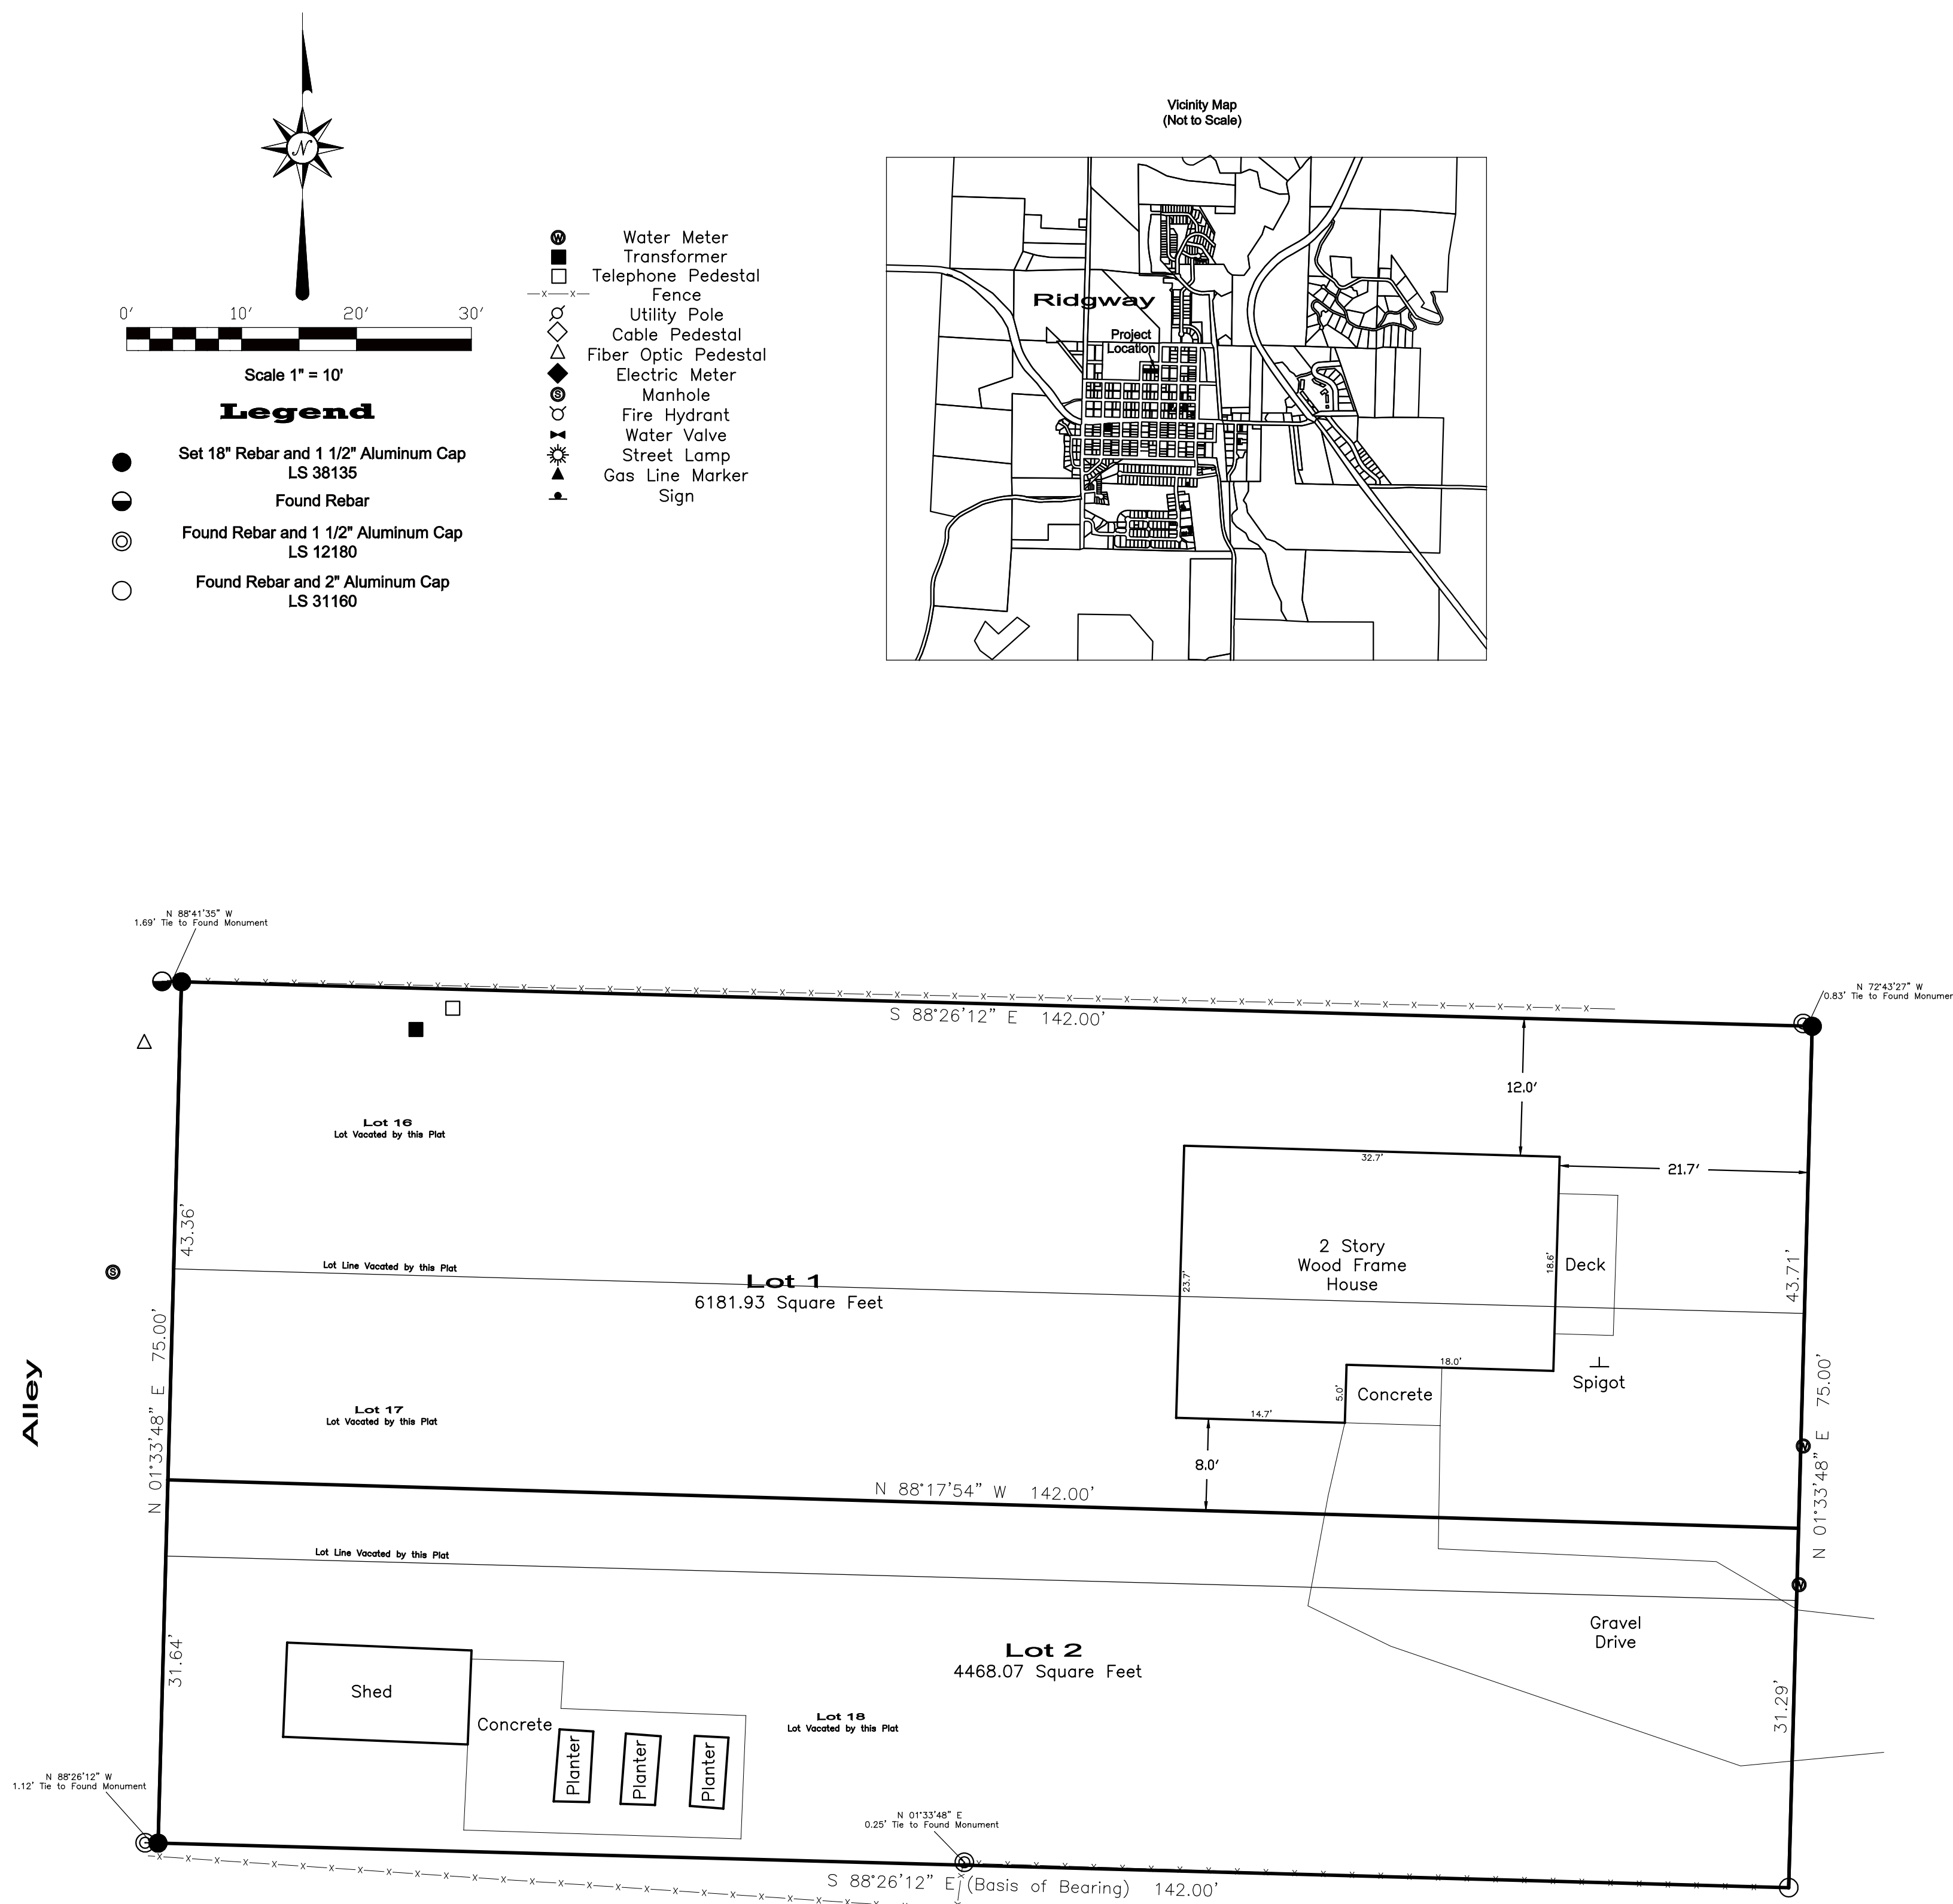 Vicinity Map
(Not to Scale)
N
0' 10' 20' 30'
Scale 1" = 10'
Legend
Set 18" Rebar and 1 1/2" Aluminum Cap
LS 38135
Found Rebar
Found Rebar and 1 1/2" Aluminum Cap
LS 12180
Found Rebar and 2" Aluminum Cap
LS 31160
W Water Meter
Transformer
Telephone Pedestal
X X Fence
Utility Pole
Cable Pedestal
Fiber Optic Pedestal
Electric Meter
S Manhole
Fire Hydrant
Water Valve
Street Lamp
Gas Line Marker
Sign
Ridgway
Project
Location
N 88°41'35" W
1.69' Tie to Found Monument
N 72°43'27" W
0.83' Tie to Found Monumer
S 88°26'12" E 142.00'
12.0'
Lot 16
Lot Vacated by this Plat
32.7'
21.7'
43.36'
2 Story
Wood Frame
House
23.7'
18.6'
Deck
43.71'
S
Lot Line Vacated by this Plat
Lot 1
6181.93 Square Feet
Alley
N 01°33'48" E 75.00'
18.0'
5.0'
Concrete
Spigot
Lot 17
Lot Vacated by this Plat
14.7'
8.0'
W
N 01°33'48" E 75.00'
N 88°17'54" W 142.00'
Lot Line Vacated by this Plat
W
Gravel
Drive
31.64'
Lot 2
4468.07 Square Feet
Shed
Concrete
Lot 18
Lot Vacated by this Plat
31.29'
Planter
Planter
Planter
N 88°26'12" W
1.12' Tie to Found Monument
N 01°33'48" E
0.25' Tie to Found Monument
S 88°26'12" E (Basis of Bearing) 142.00'